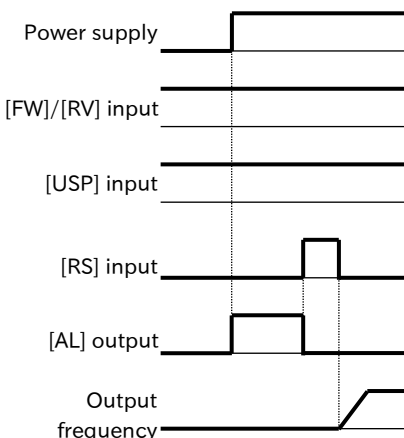 Power supply
[FW]/[RV] input
[USP] input
[RS] input
[AL] output
Output
frequency